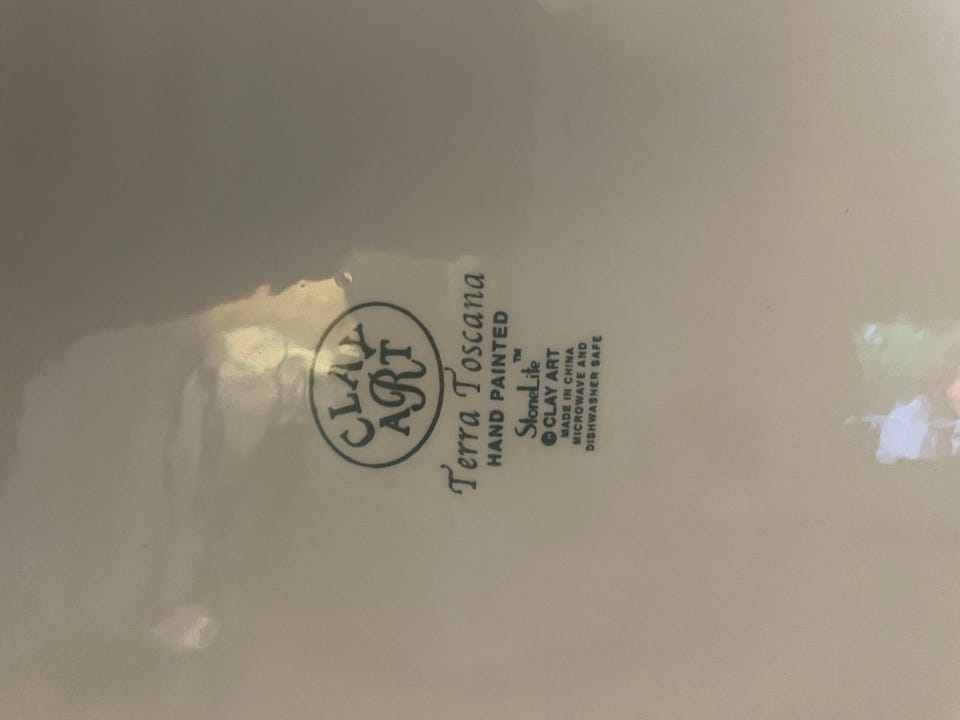 CLAY
ART
Terra Toscana
HAND PAINTED
StoneLite™
© CLAY ART
MADE IN CHINA
MICROWAVE AND
DISHWASHER SAFE